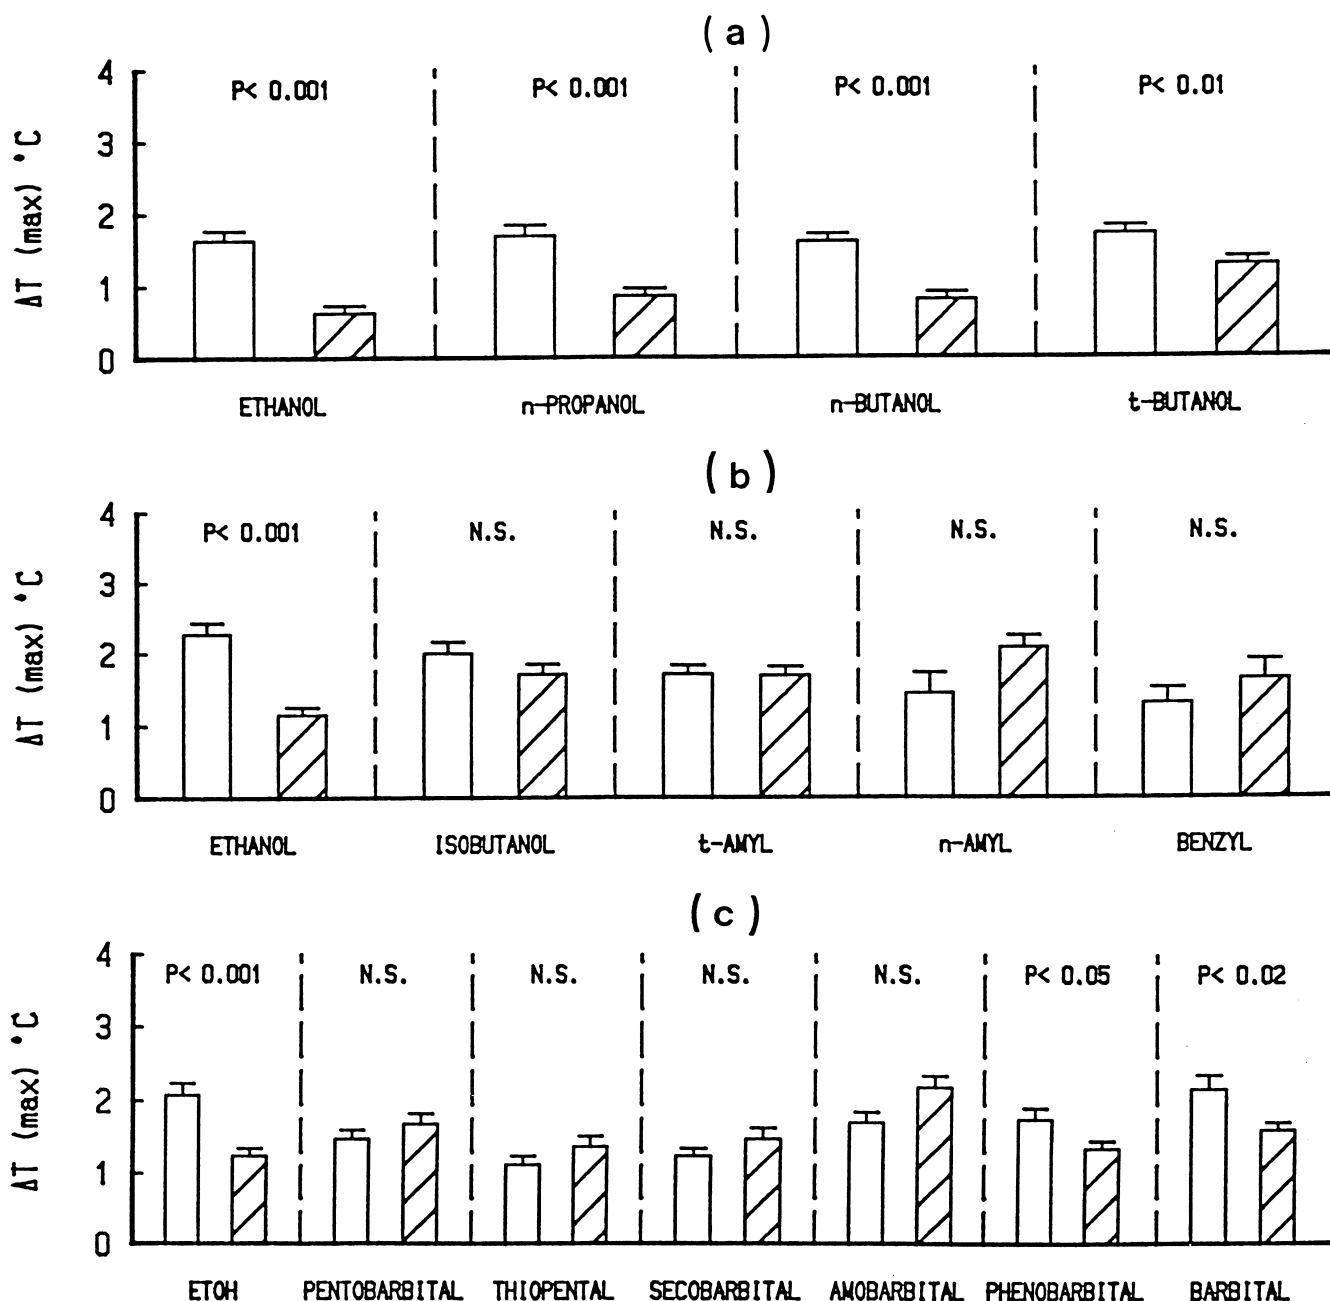 (a)
ΔT (max) °C
4
3
2
1
0
P< 0.001
P< 0.001
P< 0.001
P< 0.01
ETHANOL
n-PROPANOL
n-BUTANOL
t-BUTANOL
(b)
ΔT (max) °C
4
3
2
1
0
P< 0.001
N.S.
N.S.
N.S.
N.S.
ETHANOL
ISOBUTANOL
t-AMYL
n-AMYL
BENZYL
(c)
ΔT (max) °C
4
3
2
1
0
P< 0.001
N.S.
N.S.
N.S.
N.S.
P< 0.05
P< 0.02
ETOH
PENTOBARBITAL
THIOPENTAL
SECOBARBITAL
AMOBARBITAL
PHENOBARBITAL
BARBITAL